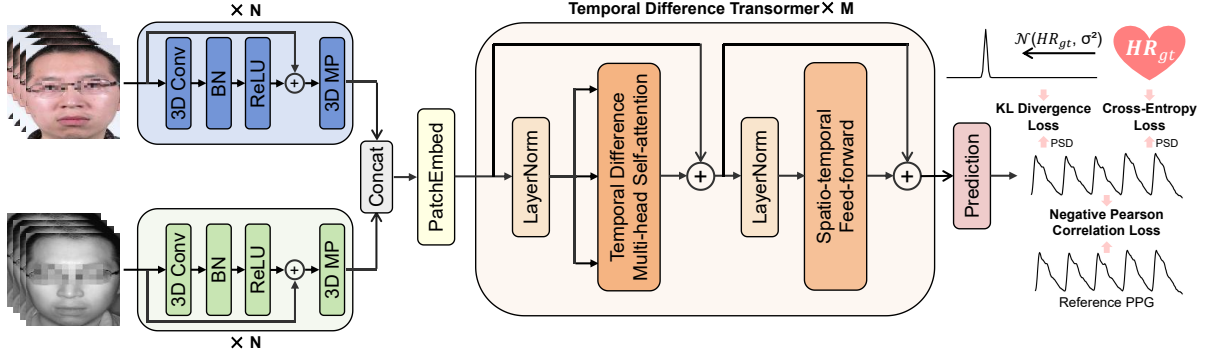 × N
3D Conv
BN
ReLU
+
3D MP
3D Conv
BN
ReLU
+
3D MP
× N
Concat
PatchEmbed
Temporal Difference Transormer × M
LayerNorm
Temporal Difference
Multi-head Self-attention
+
LayerNorm
Spatio-temporal
Feed-forward
+
Prediction
𝒩(HR_gt, σ²)
HR_gt
KL Divergence
Loss
Cross-Entropy
Loss
PSD
PSD
Negative Pearson
Correlation Loss
Reference PPG